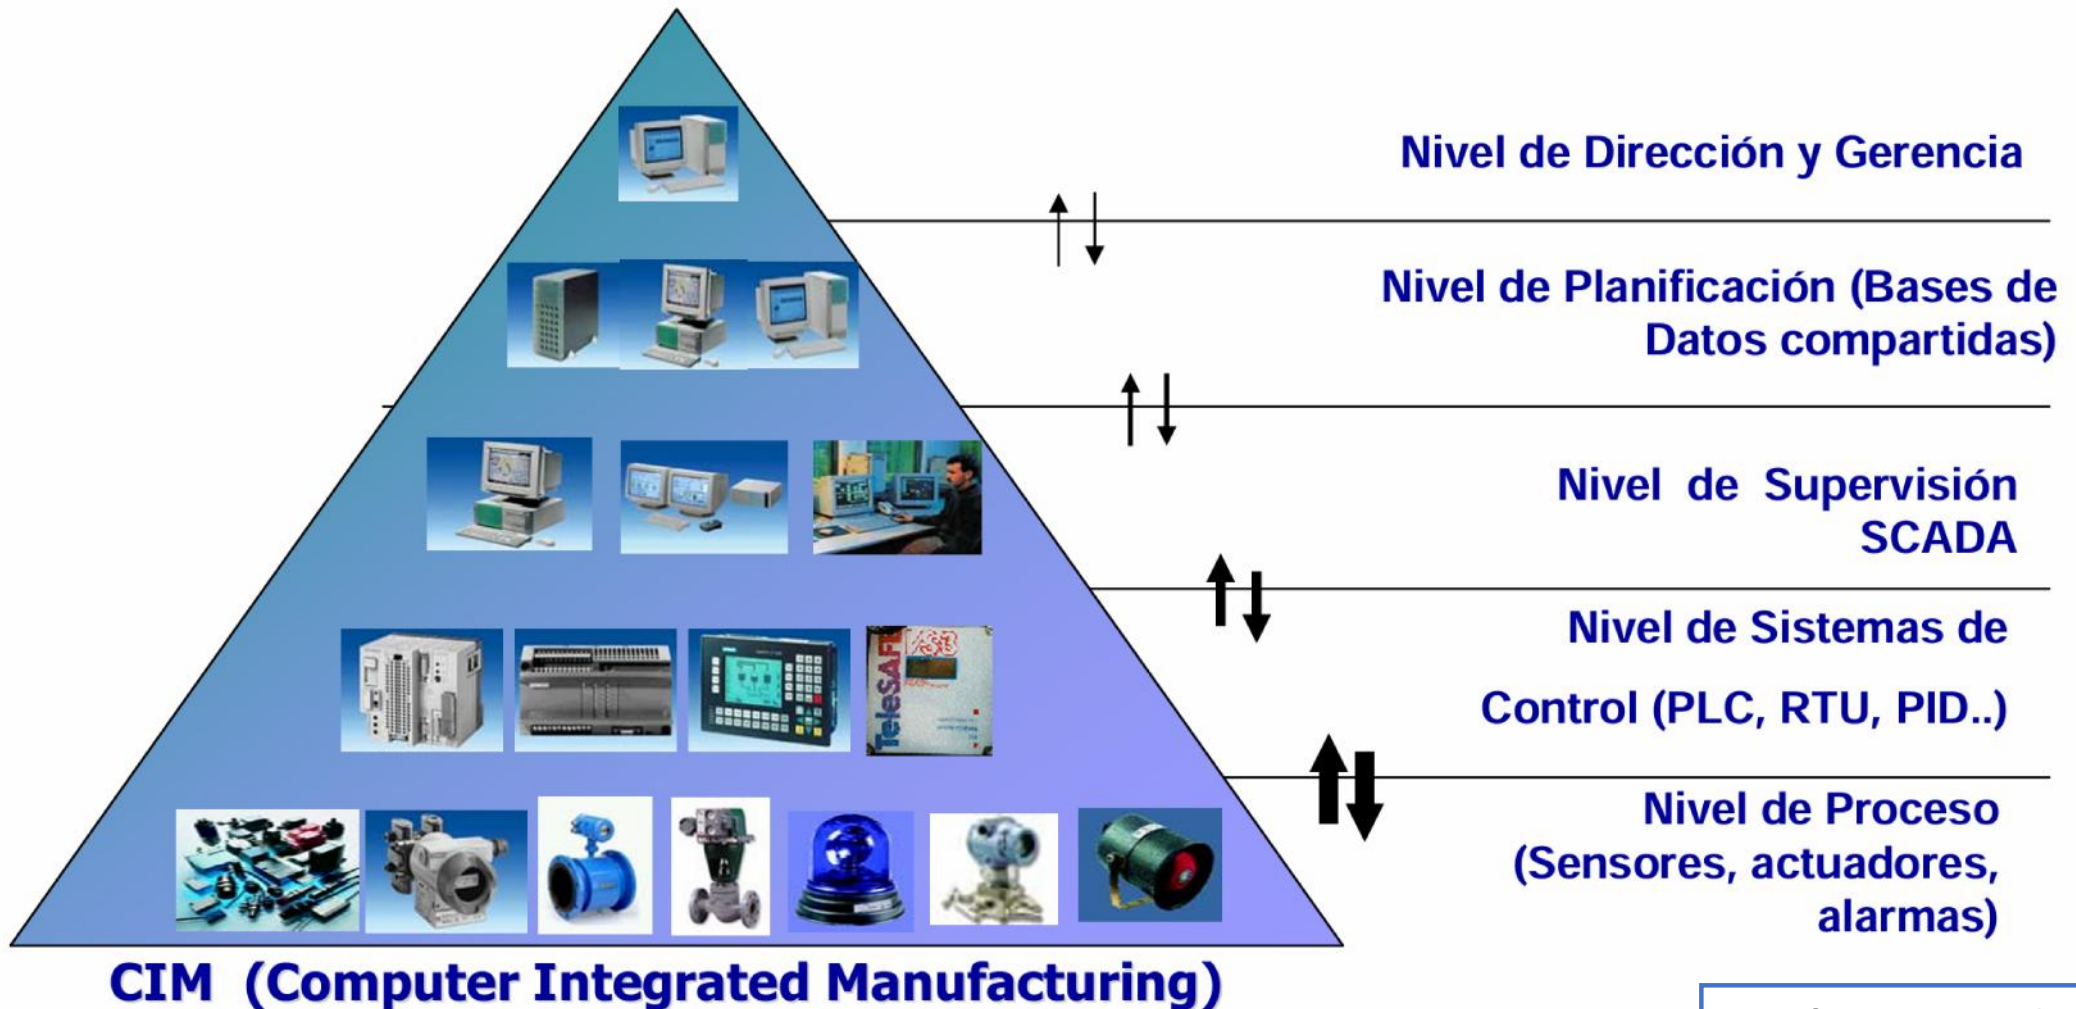 Nivel de Dirección y Gerencia
Nivel de Planificación (Bases de
Datos compartidas)
Nivel de Supervisión
SCADA
Nivel de Sistemas de
Control (PLC, RTU, PID..)
TeleSAFE
Nivel de Proceso
(Sensores, actuadores,
alarmas)
CIM (Computer Integrated Manufacturing)